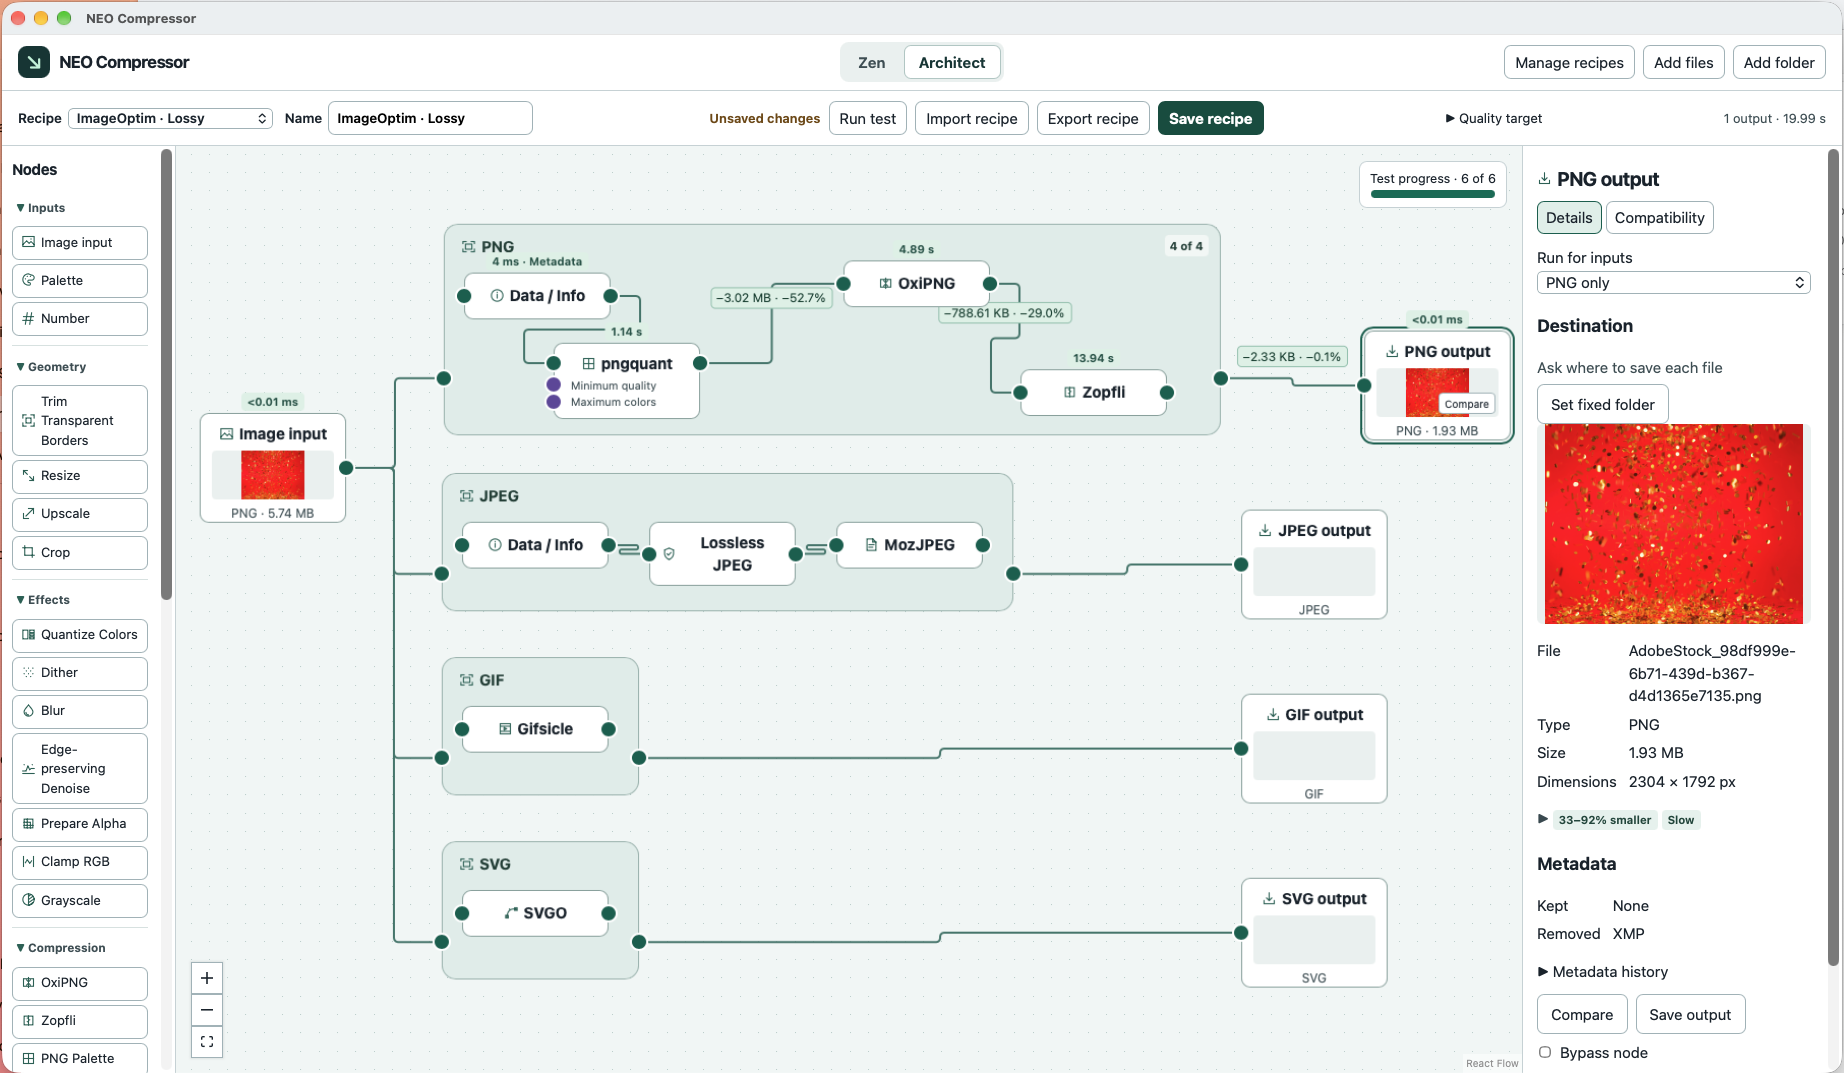 NEO Compressor
NEO Compressor
Zen
Architect
Manage recipes
Add files
Add folder
Recipe
ImageOptim · Lossy
Name
ImageOptim · Lossy
Unsaved changes
Run test
Import recipe
Export recipe
Save recipe
Quality target
1 output · 19.99 s
Nodes
Inputs
Image input
Palette
Number
Geometry
Trim
Transparent
Borders
Resize
Upscale
Crop
Effects
Quantize Colors
Dither
Blur
Edge-
preserving
Denoise
Prepare Alpha
Clamp RGB
Grayscale
Compression
OxiPNG
Zopfli
PNG Palette
Test progress · 6 of 6
<0.01 ms
Image input
PNG · 5.74 MB
PNG
4 of 4
4 ms · Metadata
Data / Info
1.14 s
pngquant
Minimum quality
Maximum colors
−3.02 MB · −52.7%
4.89 s
OxiPNG
−788.61 KB · −29.0%
13.94 s
Zopfli
−2.33 KB · −0.1%
<0.01 ms
PNG output
Compare
PNG · 1.93 MB
JPEG
Data / Info
Lossless
JPEG
MozJPEG
JPEG output
JPEG
GIF
Gifsicle
GIF output
GIF
SVG
SVGO
SVG output
SVG
React Flow
PNG output
Details
Compatibility
Run for inputs
PNG only
Destination
Ask where to save each file
Set fixed folder
File
AdobeStock_98df999e-
6b71-439d-b367-
d4d1365e7135.png
Type
PNG
Size
1.93 MB
Dimensions
2304 × 1792 px
33–92% smaller
Slow
Metadata
Kept
None
Removed
XMP
Metadata history
Compare
Save output
Bypass node